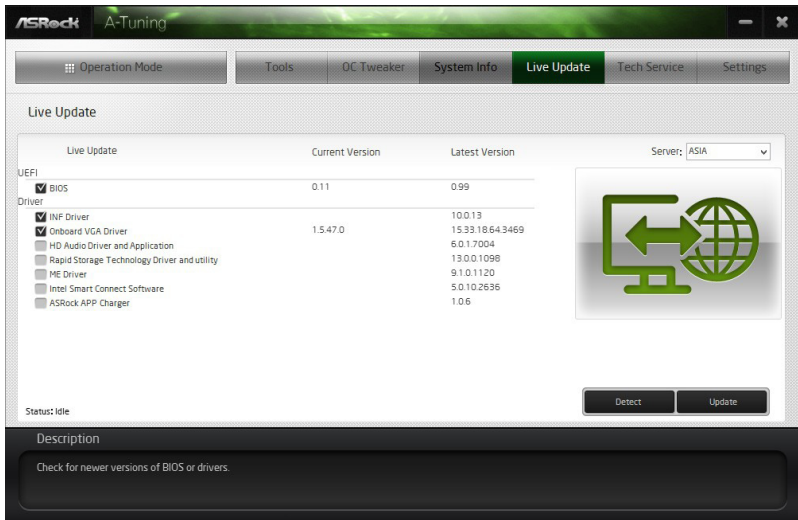 ASRock A-Tuning
Operation Mode Tools OC Tweaker System Info Live Update Tech Service Settings
Live Update
Live Update Current Version Latest Version Server: ASIA
UEFI
BIOS 0.11 0.99
Driver
INF Driver 10.0.13
Onboard VGA Driver 1.5.47.0 15.33.18.64.3469
HD Audio Driver and Application 6.0.1.7004
Rapid Storage Technology Driver and utility 13.0.0.1098
ME Driver 9.1.0.1120
Intel Smart Connect Software 5.0.10.2636
ASRock APP Charger 1.0.6
Detect Update
Status: Idle
Description
Check for newer versions of BIOS or drivers.